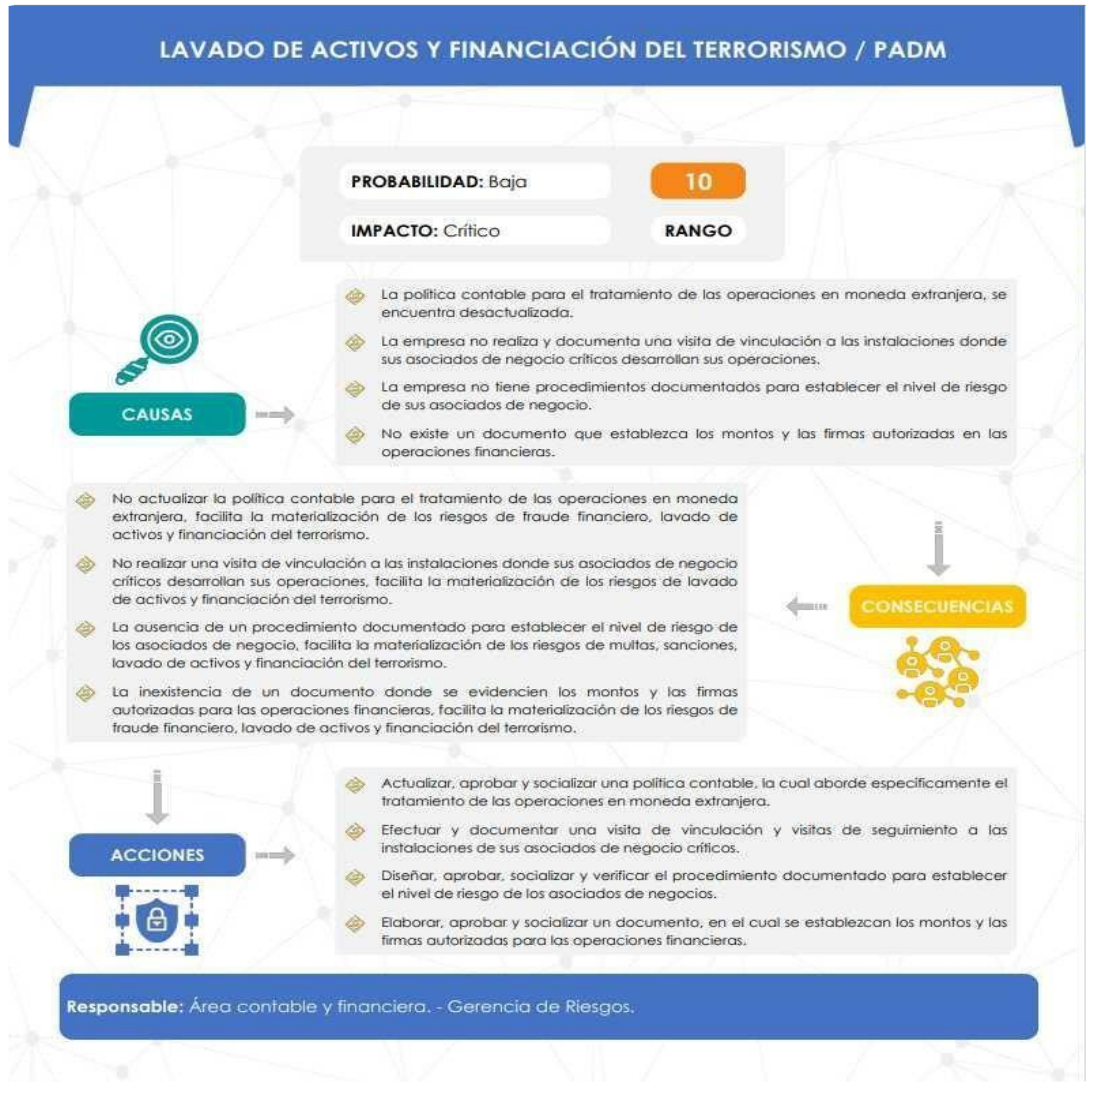 LAVADO DE ACTIVOS Y FINANCIACIÓN DEL TERRORISMO / PADM
PROBABILIDAD: Baja
10
IMPACTO: Crítico
RANGO
La política contable para el tratamiento de las operaciones en moneda extranjera, se
encuentra desactualizada.
La empresa no realiza y documenta una visita de vinculación a las instalaciones donde
sus asociados de negocio críticos desarrollan sus operaciones.
La empresa no tiene procedimientos documentados para establecer el nivel de riesgo
de sus asociados de negocio.
No existe un documento que establezca los montos y las firmas autorizadas en las
operaciones financieras.
CAUSAS
No actualizar la política contable para el tratamiento de las operaciones en moneda
extranjera, facilita la materialización de los riesgos de fraude financiero, lavado de
activos y financiación del terrorismo.
No realizar una visita de vinculación a las instalaciones donde sus asociados de negocio
críticos desarrollan sus operaciones, facilita la materialización de los riesgos de lavado
de activos y financiación del terrorismo.
La ausencia de un procedimiento documentado para establecer el nivel de riesgo de
los asociados de negocio, facilita la materialización de los riesgos de multas, sanciones,
lavado de activos y financiación del terrorismo.
La inexistencia de un documento donde se evidencien los montos y las firmas
autorizadas para las operaciones financieras, facilita la materialización de los riesgos de
fraude financiero, lavado de activos y financiación del terrorismo.
CONSECUENCIAS
Actualizar, aprobar y socializar una política contable, la cual aborde específicamente el
tratamiento de las operaciones en moneda extranjera.
Efectuar y documentar una visita de vinculación y visitas de seguimiento a las
instalaciones de sus asociados de negocio críticos.
Diseñar, aprobar, socializar y verificar el procedimiento documentado para establecer
el nivel de riesgo de los asociados de negocios.
Elaborar, aprobar y socializar un documento, en el cual se establezcan los montos y las
firmas autorizadas para las operaciones financieras.
ACCIONES
Responsable: Área contable y financiera. - Gerencia de Riesgos.